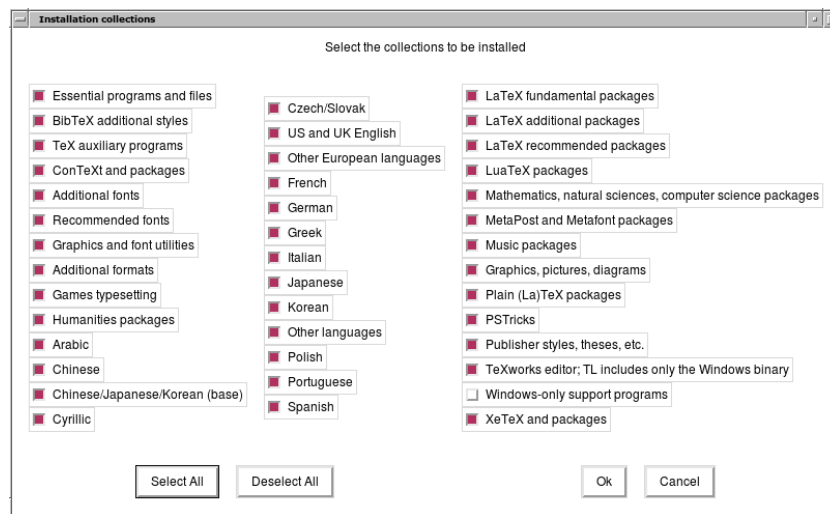 Installation collections
Select the collections to be installed
Essential programs and files
BibTeX additional styles
TeX auxiliary programs
ConTeXt and packages
Additional fonts
Recommended fonts
Graphics and font utilities
Additional formats
Games typesetting
Humanities packages
Arabic
Chinese
Chinese/Japanese/Korean (base)
Cyrillic
Czech/Slovak
US and UK English
Other European languages
French
German
Greek
Italian
Japanese
Korean
Other languages
Polish
Portuguese
Spanish
LaTeX fundamental packages
LaTeX additional packages
LaTeX recommended packages
LuaTeX packages
Mathematics, natural sciences, computer science packages
MetaPost and Metafont packages
Music packages
Graphics, pictures, diagrams
Plain (La)TeX packages
PSTricks
Publisher styles, theses, etc.
TeXworks editor; TL includes only the Windows binary
Windows-only support programs
XeTeX and packages
Select All
Deselect All
Ok
Cancel